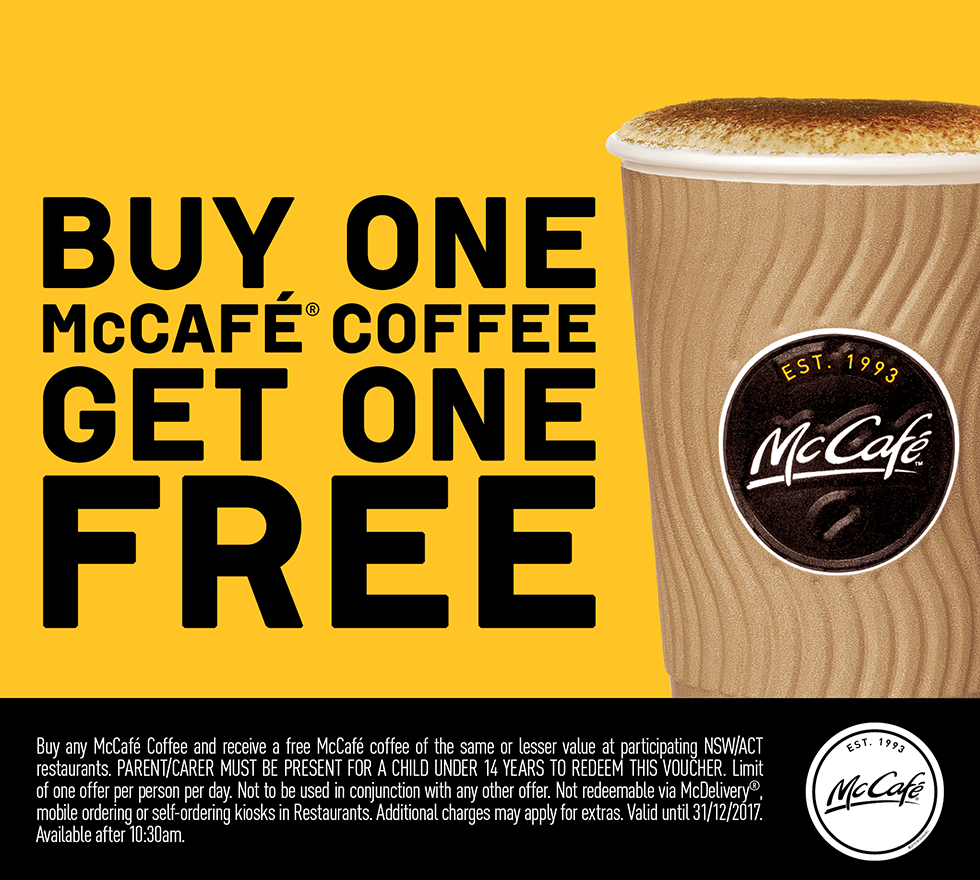 BUY ONE
McCAFÉ® COFFEE
GET ONE
FREE
EST. 1993
McCafé™
Buy any McCafé Coffee and receive a free McCafé coffee of the same or lesser value at participating NSW/ACT
restaurants. PARENT/CARER MUST BE PRESENT FOR A CHILD UNDER 14 YEARS TO REDEEM THIS VOUCHER. Limit
of one offer per person per day. Not to be used in conjunction with any other offer. Not redeemable via McDelivery®,
mobile ordering or self-ordering kiosks in Restaurants. Additional charges may apply for extras. Valid until 31/12/2017.
Available after 10:30am.
EST. 1993
McCafé